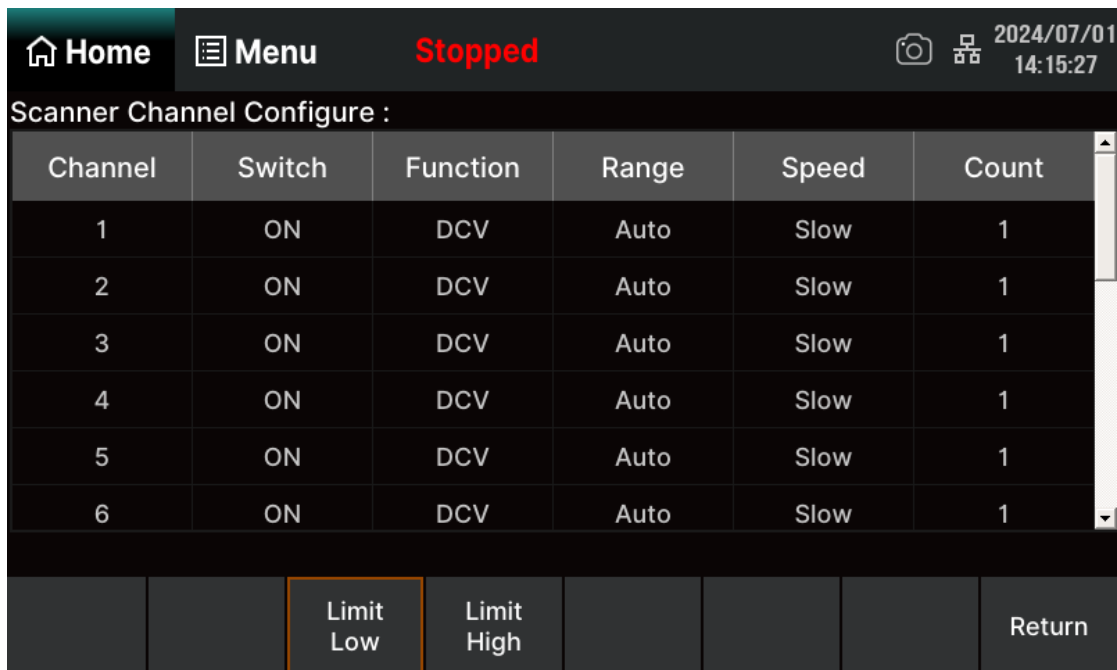 Home Menu Stopped 2024/07/01
14:15:27
Scanner Channel Configure :
Channel Switch Function Range Speed Count
1 ON DCV Auto Slow 1
2 ON DCV Auto Slow 1
3 ON DCV Auto Slow 1
4 ON DCV Auto Slow 1
5 ON DCV Auto Slow 1
6 ON DCV Auto Slow 1
Limit Low
Limit High
Return